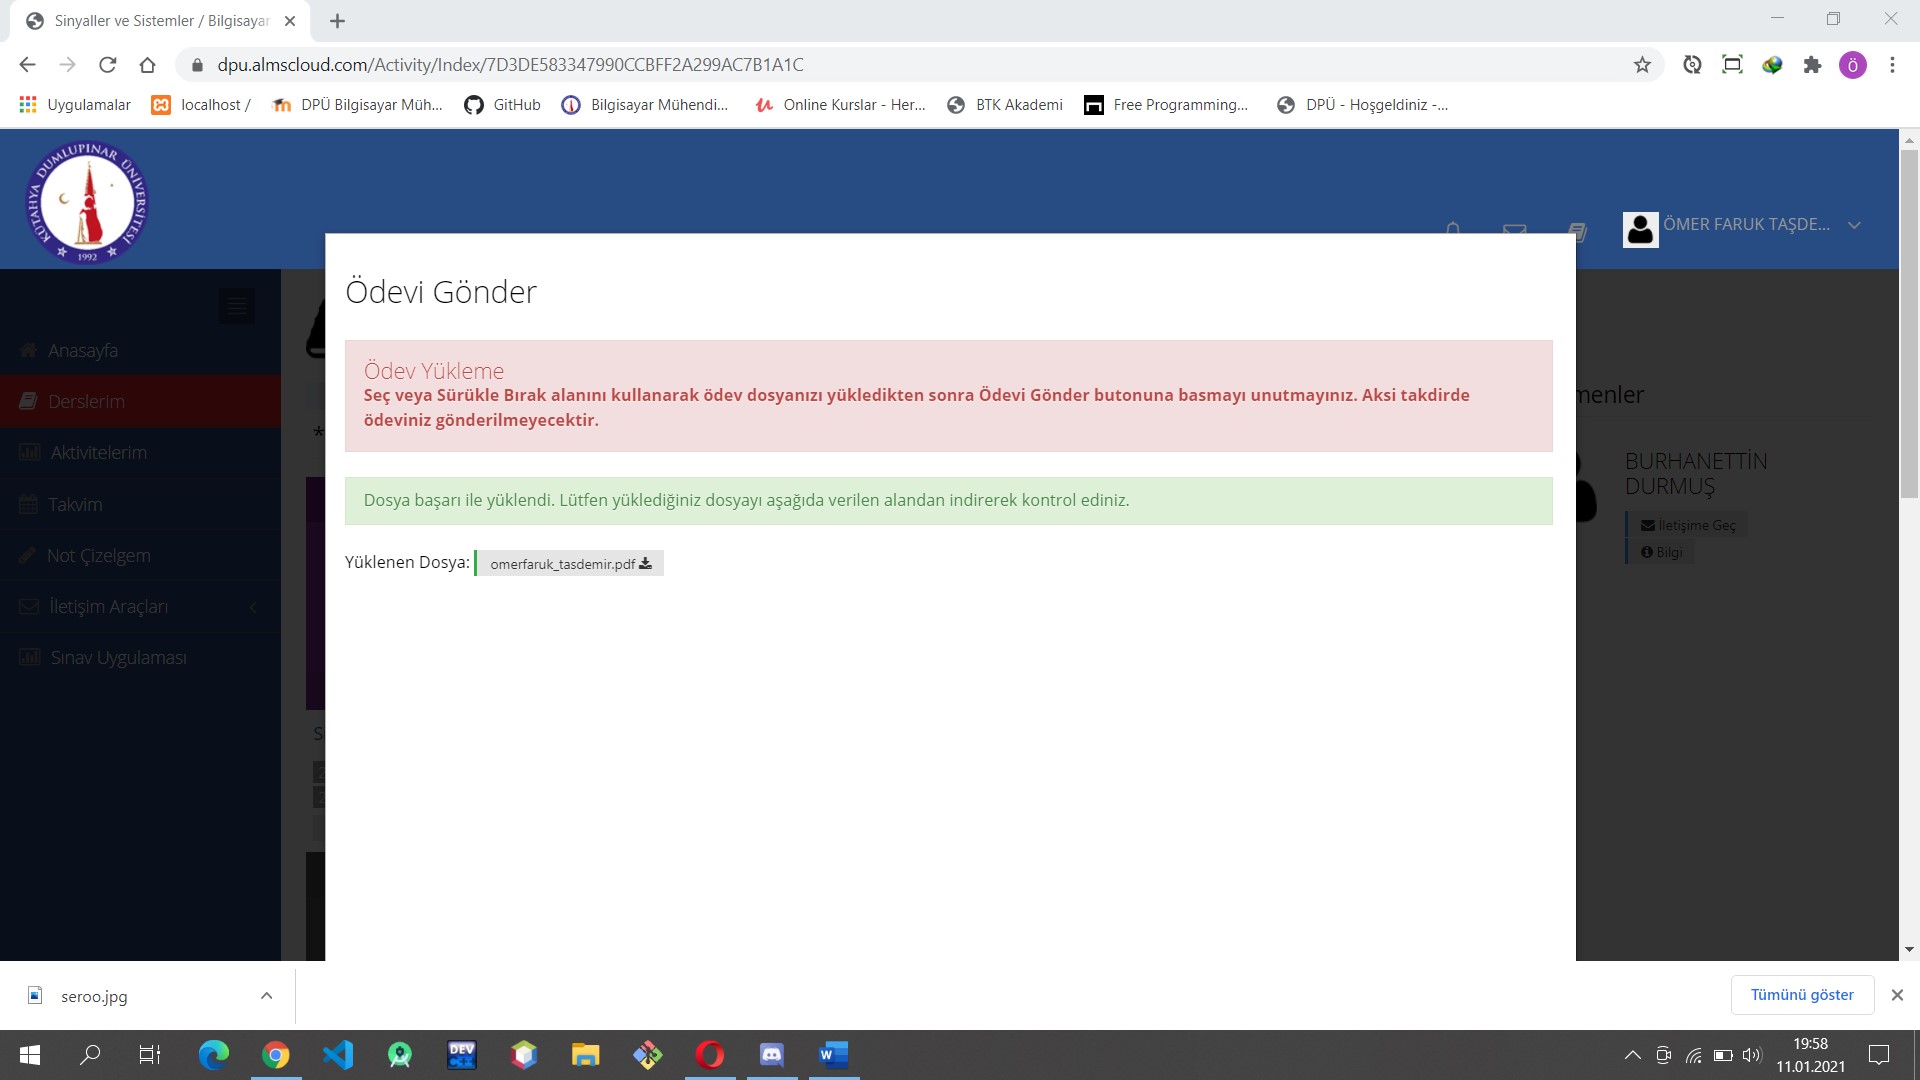 Sinyaller ve Sistemler / Bilgisayar
dpu.almscloud.com/Activity/Index/7D3DE583347990CCBFF2A299AC7B1A1C
Ö
Uygulamalar
localhost /
DPÜ Bilgisayar Müh...
GitHub
Bilgisayar Mühendi...
Online Kurslar - Her...
BTK Akademi
Free Programming...
DPÜ - Hoşgeldiniz -...
KÜTAHYA DUMLUPINAR ÜNİVERSİTESİ
1992
ÖMER FARUK TAŞDE...
Anasayfa
Derslerim
Aktivitelerim
Takvim
Not Çizelgem
İletişim Araçları
Sınav Uygulaması
Ödevi Gönder
Ödev Yükleme
Seç veya Sürükle Bırak alanını kullanarak ödev dosyanızı yükledikten sonra Ödevi Gönder butonuna basmayı unutmayınız. Aksi takdirde
ödeviniz gönderilmeyecektir.
Dosya başarı ile yüklendi. Lütfen yüklediğiniz dosyayı aşağıda verilen alandan indirerek kontrol ediniz.
Yüklenen Dosya: omerfaruk_tasdemir.pdf
menler
BURHANETTİN
DURMUŞ
İletişime Geç
Bilgi
seroo.jpg
Tümünü göster
DEV
C++
W
19:58
11.01.2021